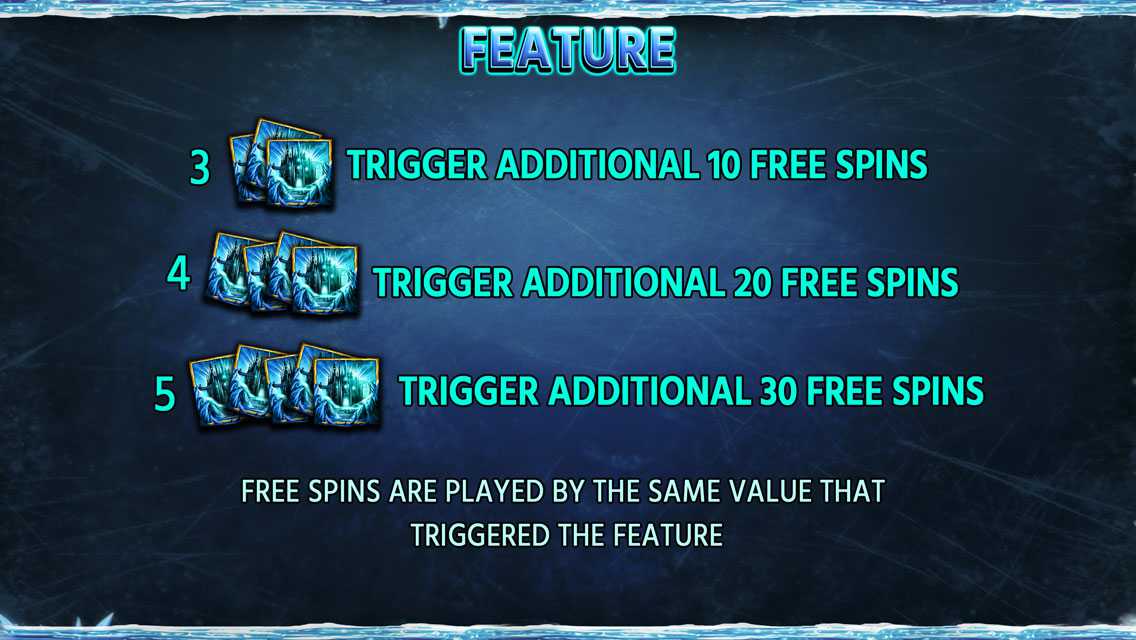 FEATURE
3 TRIGGER ADDITIONAL 10 FREE SPINS
4 TRIGGER ADDITIONAL 20 FREE SPINS
5 TRIGGER ADDITIONAL 30 FREE SPINS
FREE SPINS ARE PLAYED BY THE SAME VALUE THAT
TRIGGERED THE FEATURE